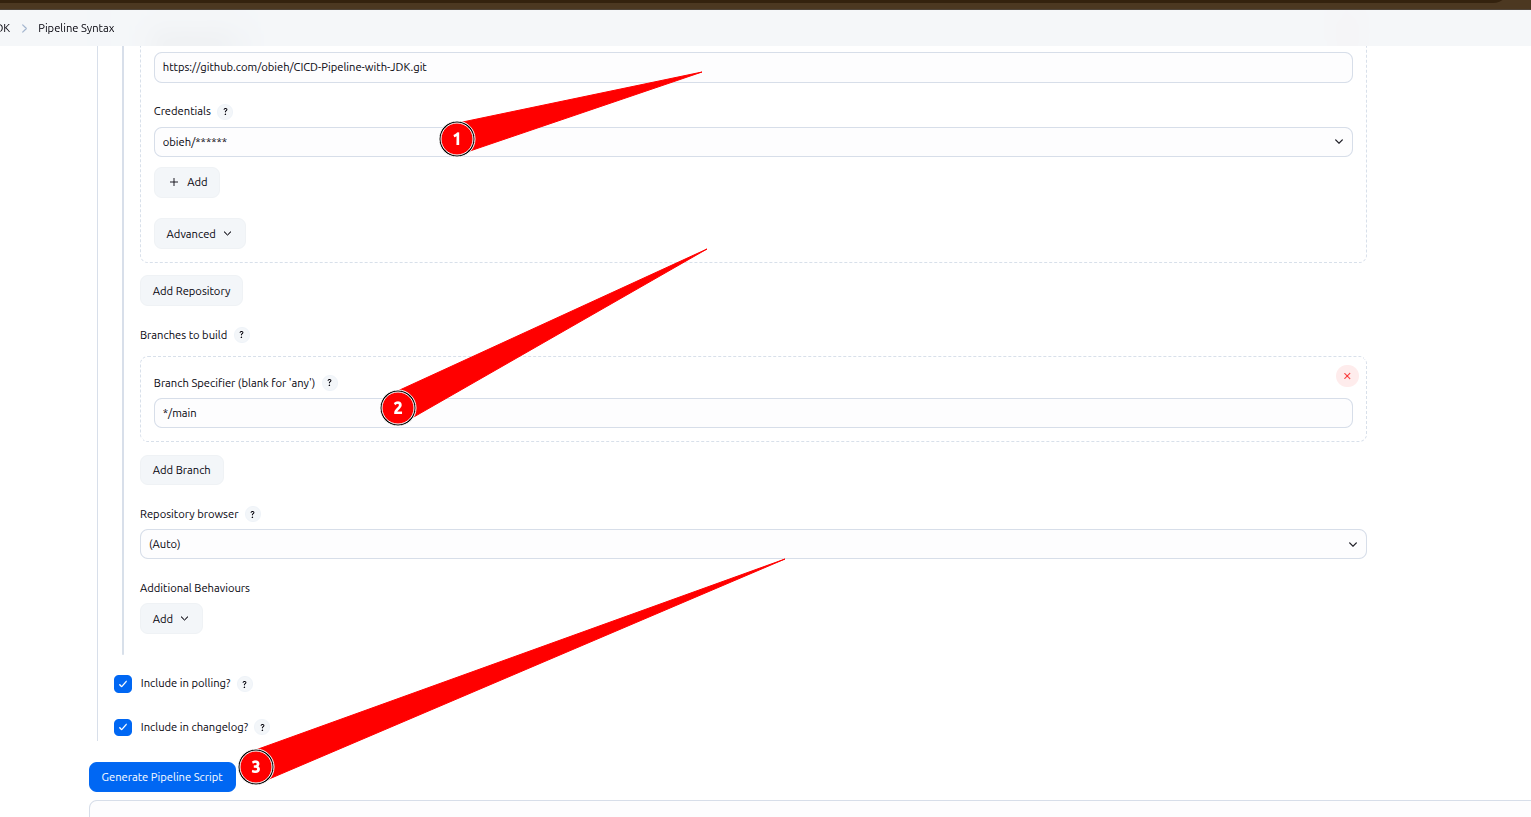 DK > Pipeline Syntax
https://github.com/obieh/CICD-Pipeline-with-JDK.git
Credentials ?
obieh/******
1
+ Add
Advanced
Add Repository
Branches to build ?
Branch Specifier (blank for 'any') ?
*/main
2
Add Branch
Repository browser ?
(Auto)
Additional Behaviours
Add
Include in polling? ?
Include in changelog? ?
Generate Pipeline Script
3